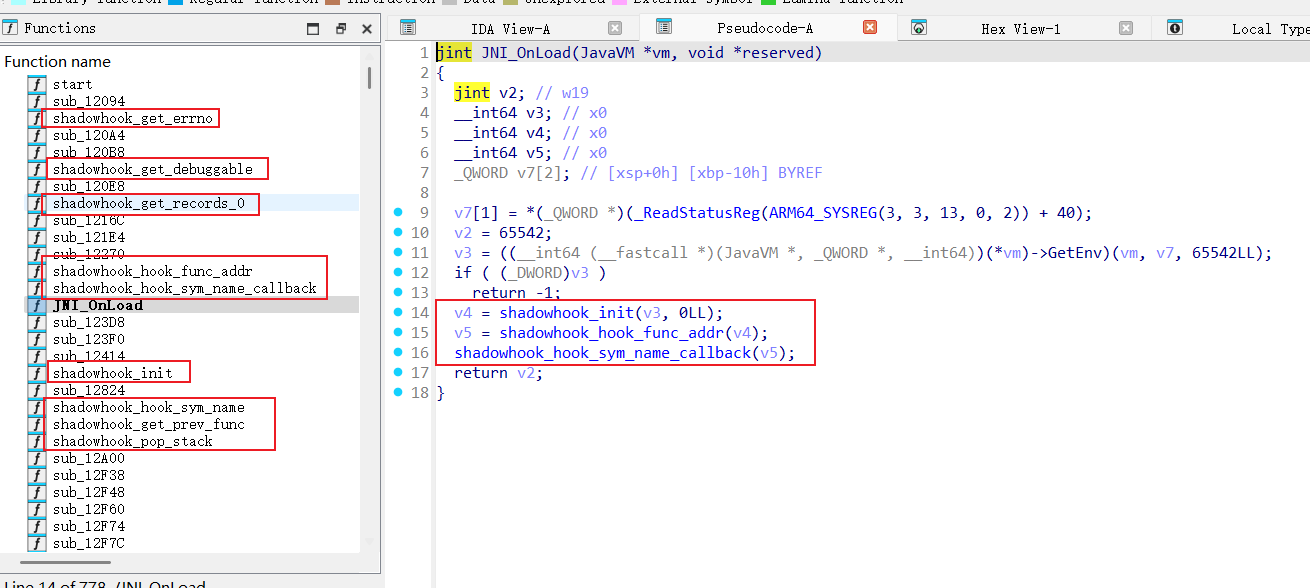 Library function Regular function Instruction Data Unexplored External symbol Lumina function
Functions
Function name
f start
f sub_12094
f shadowhook_get_errno
f sub_120A4
f sub_120B8
f shadowhook_get_debuggable
f sub_120E8
f shadowhook_get_records_0
f sub_1216C
f sub_121E4
f sub_12270
f shadowhook_hook_func_addr
f shadowhook_hook_sym_name_callback
f JNI_OnLoad
f sub_123D8
f sub_123F0
f sub_12414
f shadowhook_init
f sub_12824
f shadowhook_hook_sym_name
f shadowhook_get_prev_func
f shadowhook_pop_stack
f sub_12A00
f sub_12F38
f sub_12F48
f sub_12F60
f sub_12F74
f sub_12F7C
Line 14 of 778, /JNI_OnLoad
IDA View-A Pseudocode-A Hex View-1 Local Type
1 jint JNI_OnLoad(JavaVM *vm, void *reserved)
2 {
3 jint v2; // w19
4 __int64 v3; // x0
5 __int64 v4; // x0
6 __int64 v5; // x0
7 _QWORD v7[2]; // [xsp+0h] [xbp-10h] BYREF
8
9 v7[1] = *(_QWORD *)(_ReadStatusReg(ARM64_SYSREG(3, 3, 13, 0, 2)) + 40);
10 v2 = 65542;
11 v3 = ((__int64 (__fastcall *)(JavaVM *, _QWORD *, __int64))(*vm)->GetEnv)(vm, v7, 65542LL);
12 if ( (_DWORD)v3 )
13 return -1;
14 v4 = shadowhook_init(v3, 0LL);
15 v5 = shadowhook_hook_func_addr(v4);
16 shadowhook_hook_sym_name_callback(v5);
17 return v2;
18 }